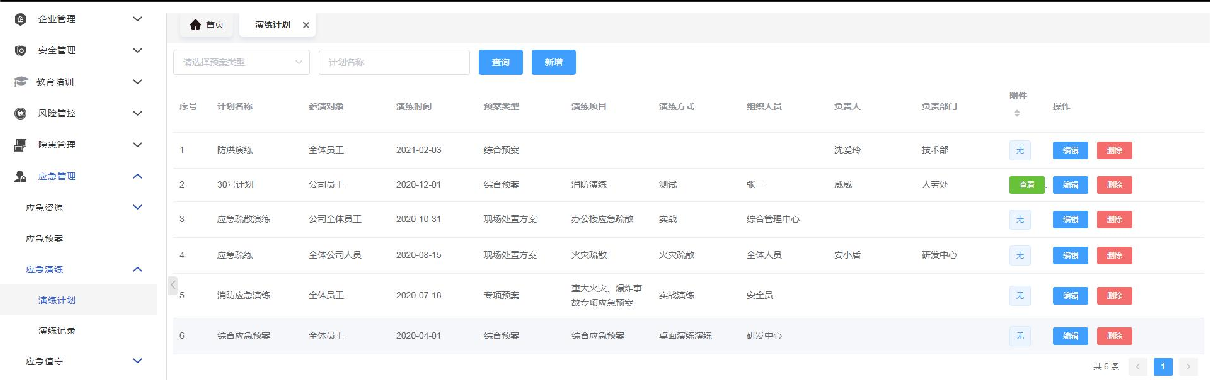 企业管理
安全管理
教育培训
风险管控
隐患管理
应急管理
应急资源
应急预案
应急演练
演练计划
演练记录
应急值守
首页 演练计划 ×
请选择预案类型 计划名称 查询 新增
序号 计划名称 参演对象 演练时间 预案类型 演练项目 演练方式 组织人员 负责人 负责部门 附件 操作
1 防洪演练 全体员工 2021-02-03 综合预案 沈爱玲 技术部 无 编辑 删除
2 30号计划 公司员工 2020-12-01 综合预案 消防演练 测试 威威 人劳处 查看 编辑 删除
3 应急疏散演练 公司全体员工 2020-10-31 现场处置方案 办公楼应急疏散 实战 综合管理中心 无 编辑 删除
4 应急疏练 全体公司人员 2020-08-15 现场处置方案 火灾疏散 火灾疏散 全体人员 安小盾 研发中心 无 编辑 删除
5 消防应急演练 全体员工 2020-07-16 专项预案 重大火灾、爆炸事
故专项应急预案 实战演练 安全员 无 编辑 删除
6 综合应急预案 全体员工 2020-04-01 综合预案 综合应急预案 桌面演练演练 研发中心 无 编辑 删除
共 6 条 < 1 >